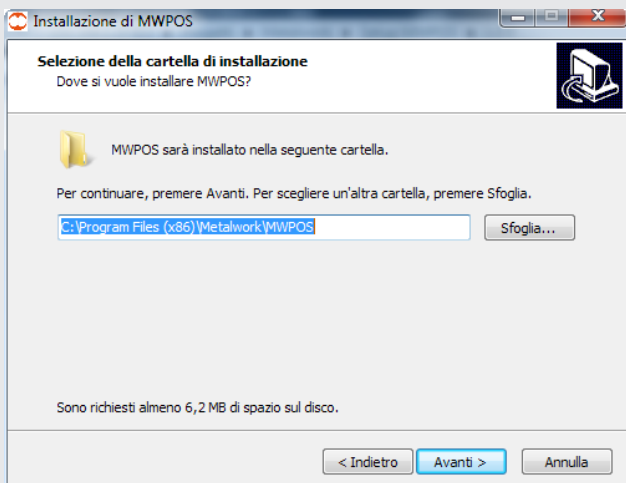 Installazione di MWPOS
Selezione della cartella di installazione
Dove si vuole installare MWPOS?
MWPOS sarà installato nella seguente cartella.
Per continuare, premere Avanti. Per scegliere un'altra cartella, premere Sfoglia.
C:\Program Files (x86)\Metalwork\MWPOS
Sfoglia...
Sono richiesti almeno 6,2 MB di spazio sul disco.
< Indietro
Avanti >
Annulla